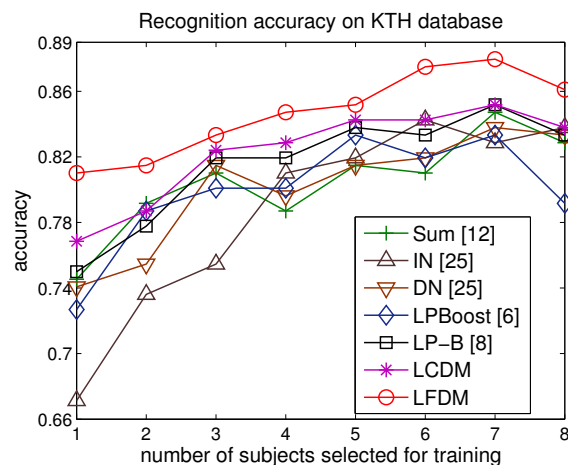 Recognition accuracy on KTH database
0.89
0.86
0.82
0.78
0.74
0.7
0.66
accuracy
1 2 3 4 5 6 7 8
number of subjects selected for training
Sum [12]
IN [25]
DN [25]
LPBoost [6]
LP−B [8]
LCDM
LFDM